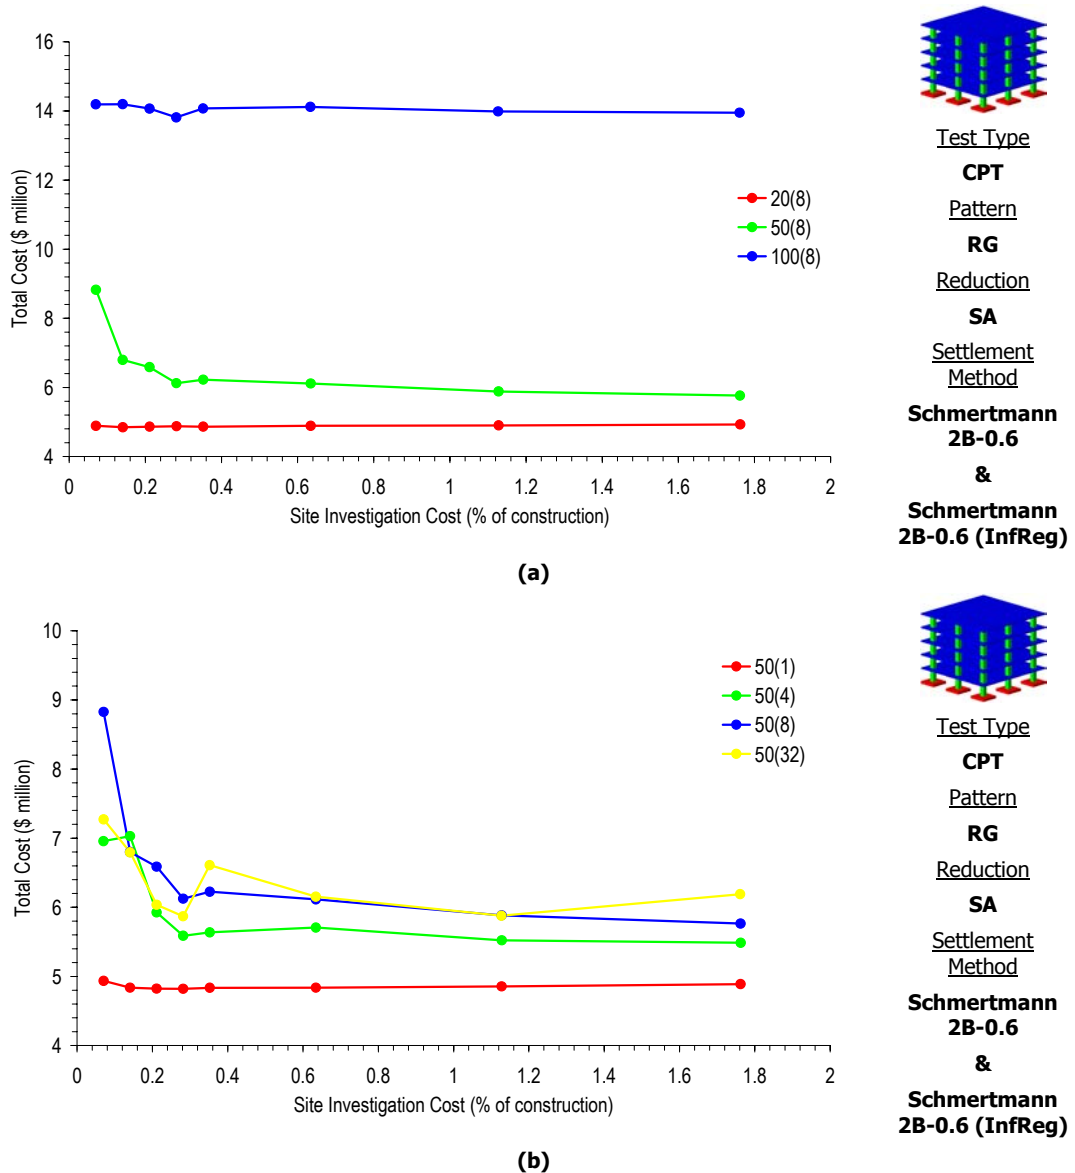 16
14
12
10
8
6
4
0
0.2
0.4
0.6
0.8
1
1.2
1.4
1.6
1.8
2
Total Cost ($ million)
Site Investigation Cost (% of construction)
20(8)
50(8)
100(8)
(a)
Test Type
CPT
Pattern
RG
Reduction
SA
Settlement
Method
Schmertmann
2B-0.6
&
Schmertmann
2B-0.6 (InfReg)
10
9
8
7
6
5
4
0
0.2
0.4
0.6
0.8
1
1.2
1.4
1.6
1.8
2
Total Cost ($ million)
Site Investigation Cost (% of construction)
50(1)
50(4)
50(8)
50(32)
(b)
Test Type
CPT
Pattern
RG
Reduction
SA
Settlement
Method
Schmertmann
2B-0.6
&
Schmertmann
2B-0.6 (InfReg)